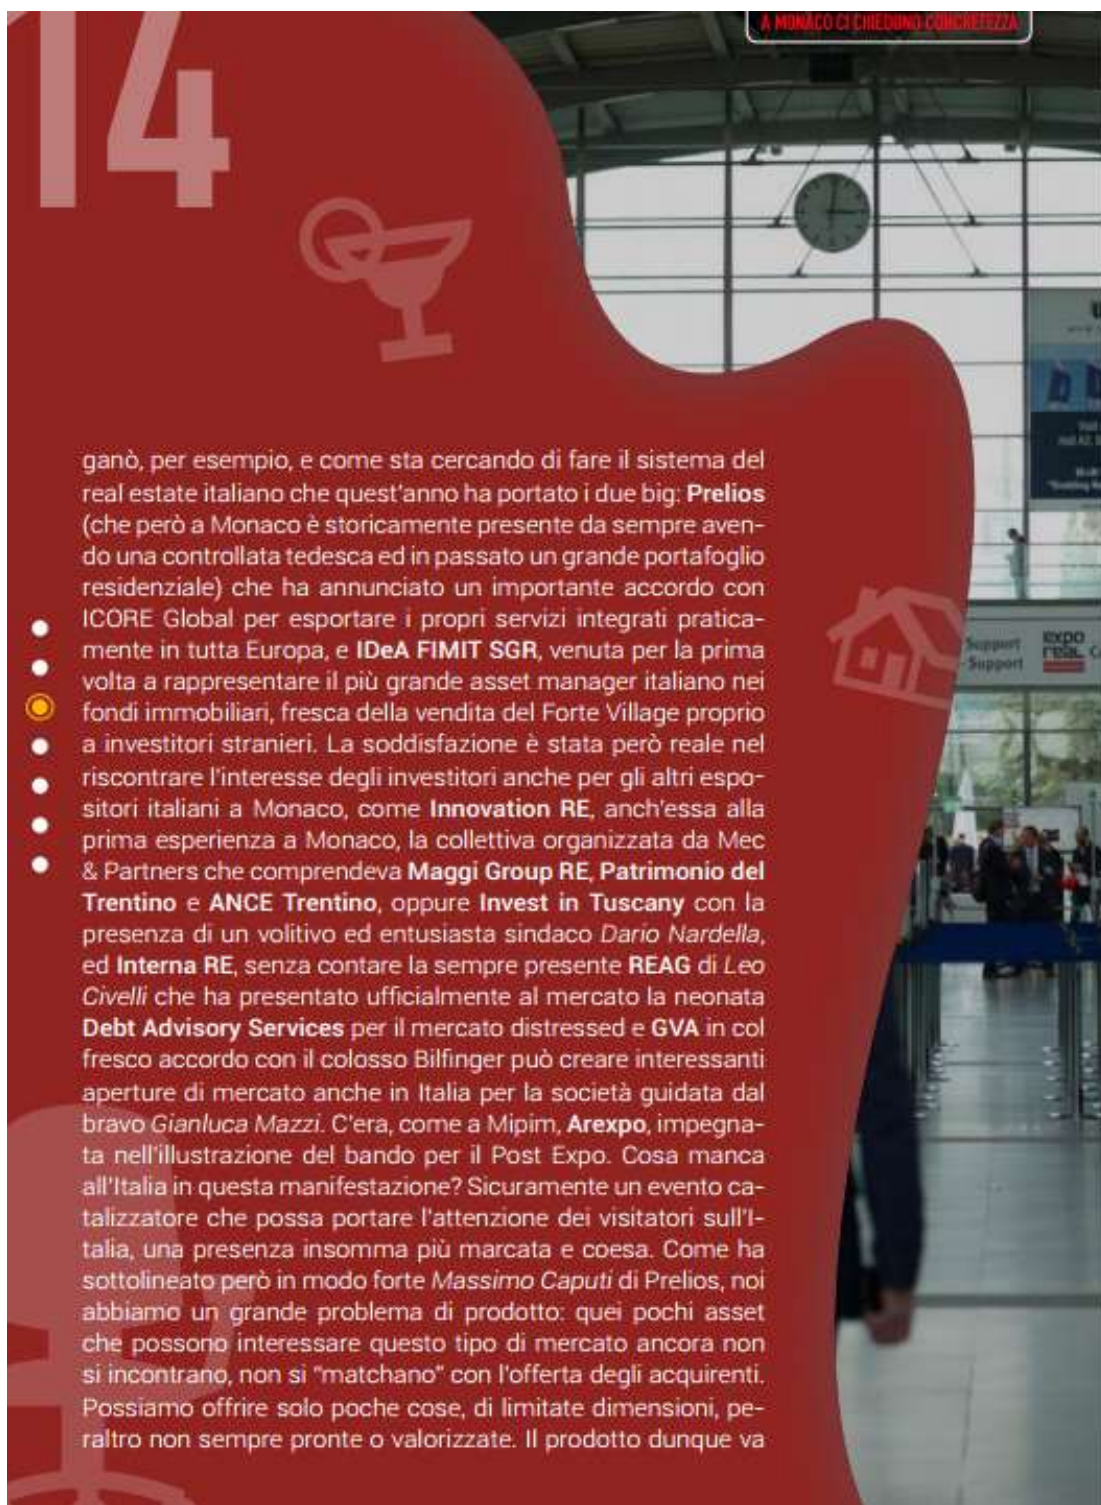 A MONACO CI CHIEDONO CONCRETEZZA
14
ganò, per esempio, e come sta cercando di fare il sistema del
real estate italiano che quest'anno ha portato i due big: Prelios
(che però a Monaco è storicamente presente da sempre aven-
do una controllata tedesca ed in passato un grande portafoglio
residenziale) che ha annunciato un importante accordo con
ICORE Global per esportare i propri servizi integrati pratica-
mente in tutta Europa, e IDeA FIMIT SGR, venuta per la prima
volta a rappresentare il più grande asset manager italiano nei
fondi immobiliari, fresca della vendita del Forte Village proprio
a investitori stranieri. La soddisfazione è stata però reale nel
riscontrare l'interesse degli investitori anche per gli altri espo-
sitori italiani a Monaco, come Innovation RE, anch'essa alla
prima esperienza a Monaco, la collettiva organizzata da Mec
& Partners che comprendeva Maggi Group RE, Patrimonio del
Trentino e ANCE Trentino, oppure Invest in Tuscany con la
presenza di un volitivo ed entusiasta sindaco Dario Nardella,
ed Interna RE, senza contare la sempre presente REAG di Leo
Civelli che ha presentato ufficialmente al mercato la neonata
Debt Advisory Services per il mercato distressed e GVA in col
fresco accordo con il colosso Bilfinger può creare interessanti
aperture di mercato anche in Italia per la società guidata dal
bravo Gianluca Mazzi. C'era, come a Mipim, Arexpo, impegna-
ta nell'illustrazione del bando per il Post Expo. Cosa manca
all'Italia in questa manifestazione? Sicuramente un evento ca-
talizzatore che possa portare l'attenzione dei visitatori sull'I-
talia, una presenza insomma più marcata e coesa. Come ha
sottolineato però in modo forte Massimo Caputi di Prelios, noi
abbiamo un grande problema di prodotto: quei pochi asset
che possono interessare questo tipo di mercato ancora non
si incontrano, non si "matchano" con l'offerta degli acquirenti.
Possiamo offrire solo poche cose, di limitate dimensioni, pe-
raltro non sempre pronte o valorizzate. Il prodotto dunque va
Support
- Support
expo
real